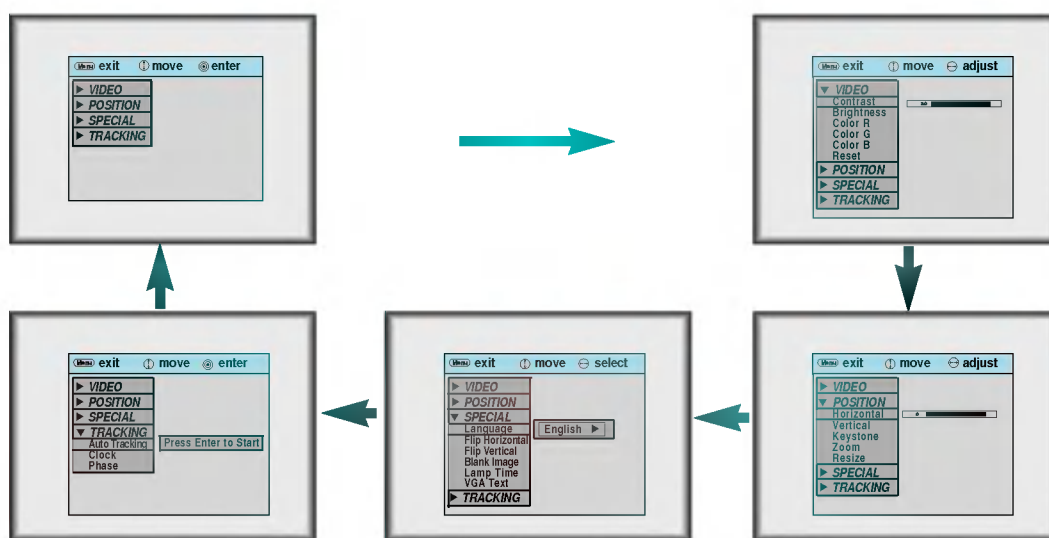 Menu exit move enter
VIDEO
POSITION
SPECIAL
TRACKING
Menu exit move adjust
VIDEO
Contrast
Brightness
Color R
Color G
Color B
Reset
POSITION
SPECIAL
TRACKING
Menu exit move enter
VIDEO
POSITION
SPECIAL
TRACKING
Auto Tracking Press Enter to Start
Clock
Phase
Menu exit move select
VIDEO
POSITION
SPECIAL
Language English
Flip Horizontal
Flip Vertical
Blank Image
Lamp Time
VGA Text
TRACKING
Menu exit move adjust
VIDEO
POSITION
Horizontal
Vertical
Keystone
Zoom
Resize
SPECIAL
TRACKING